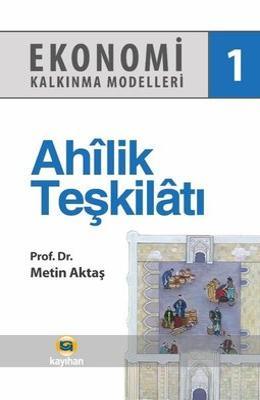 EKONOMİ
KALKINMA MODELLERİ
1
Ahîlik
Teşkilâtı
Prof. Dr.
Metin Aktaş
kayıhan